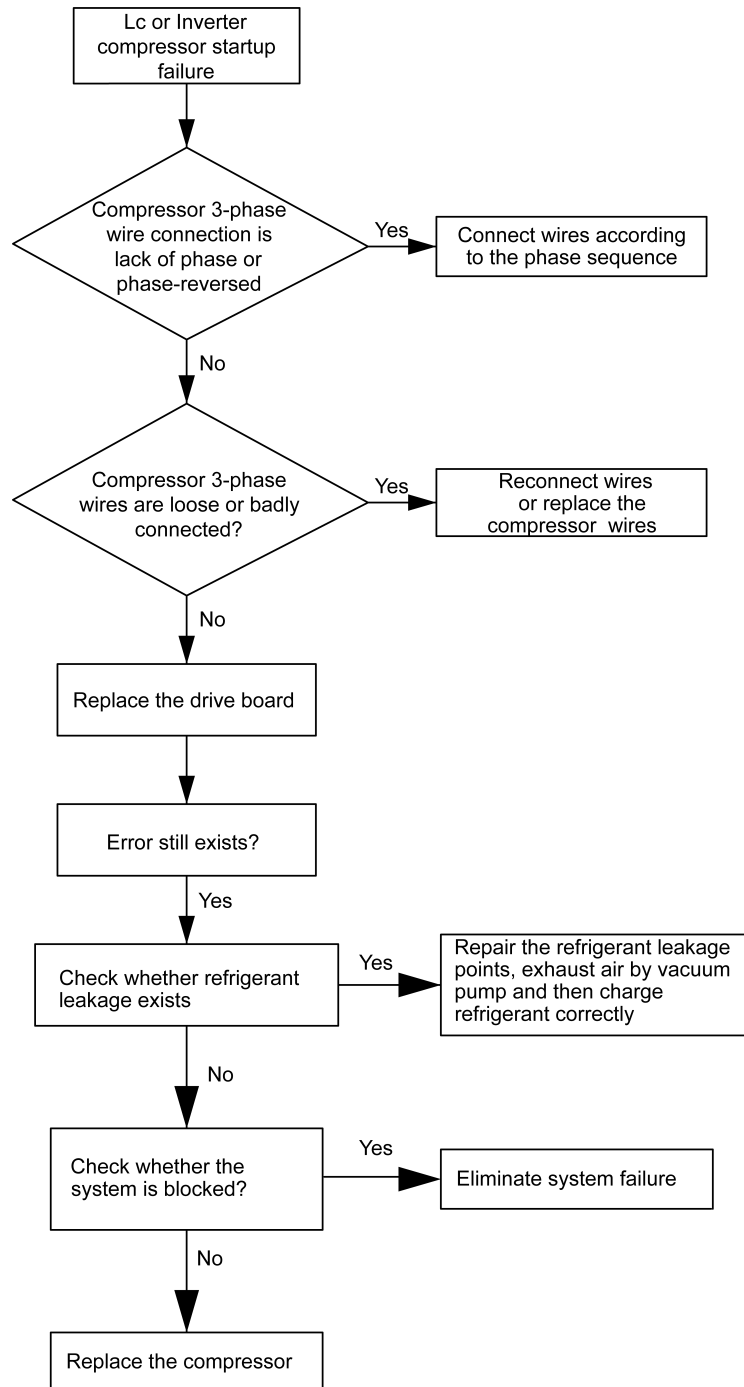 Lc or Inverter
compressor startup
failure
Compressor 3-phase
wire connection is
lack of phase or
phase-reversed
Yes
Connect wires according
to the phase sequence
No
Compressor 3-phase
wires are loose or badly
connected?
Yes
Reconnect wires
or replace the
compressor wires
No
Replace the drive board
Error still exists?
Yes
Check whether refrigerant
leakage exists
Yes
Repair the refrigerant leakage
points, exhaust air by vacuum
pump and then charge
refrigerant correctly
No
Check whether the
system is blocked?
Yes
Eliminate system failure
No
Replace the compressor